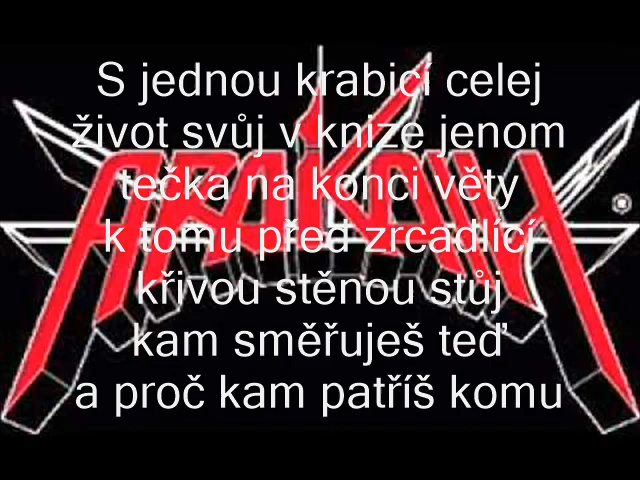 S jednou krabicí celej
život svůj v knize jenom
tečka na konci věty
k tomu před zrcadlící
křivou stěnou stůj
kam směřuješ teď
a proč kam patříš komu
ARAKAIN
®